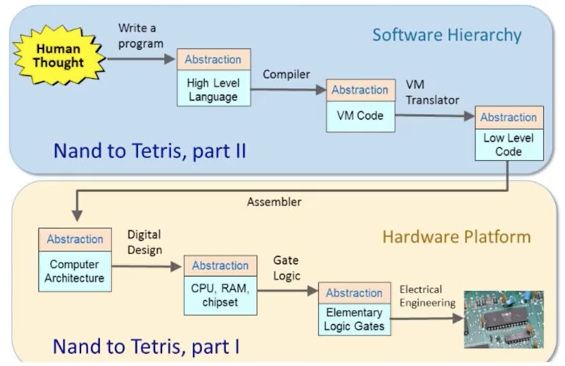 Software Hierarchy
Human
Thought
Write a
program
Abstraction
High Level
Language
Compiler
Abstraction
VM Code
VM
Translator
Abstraction
Low Level
Code
Nand to Tetris, part II
Assembler
Hardware Platform
Abstraction
Computer
Architecture
Digital
Design
Abstraction
CPU, RAM,
chipset
Gate
Logic
Abstraction
Elementary
Logic Gates
Electrical
Engineering
Nand to Tetris, part I